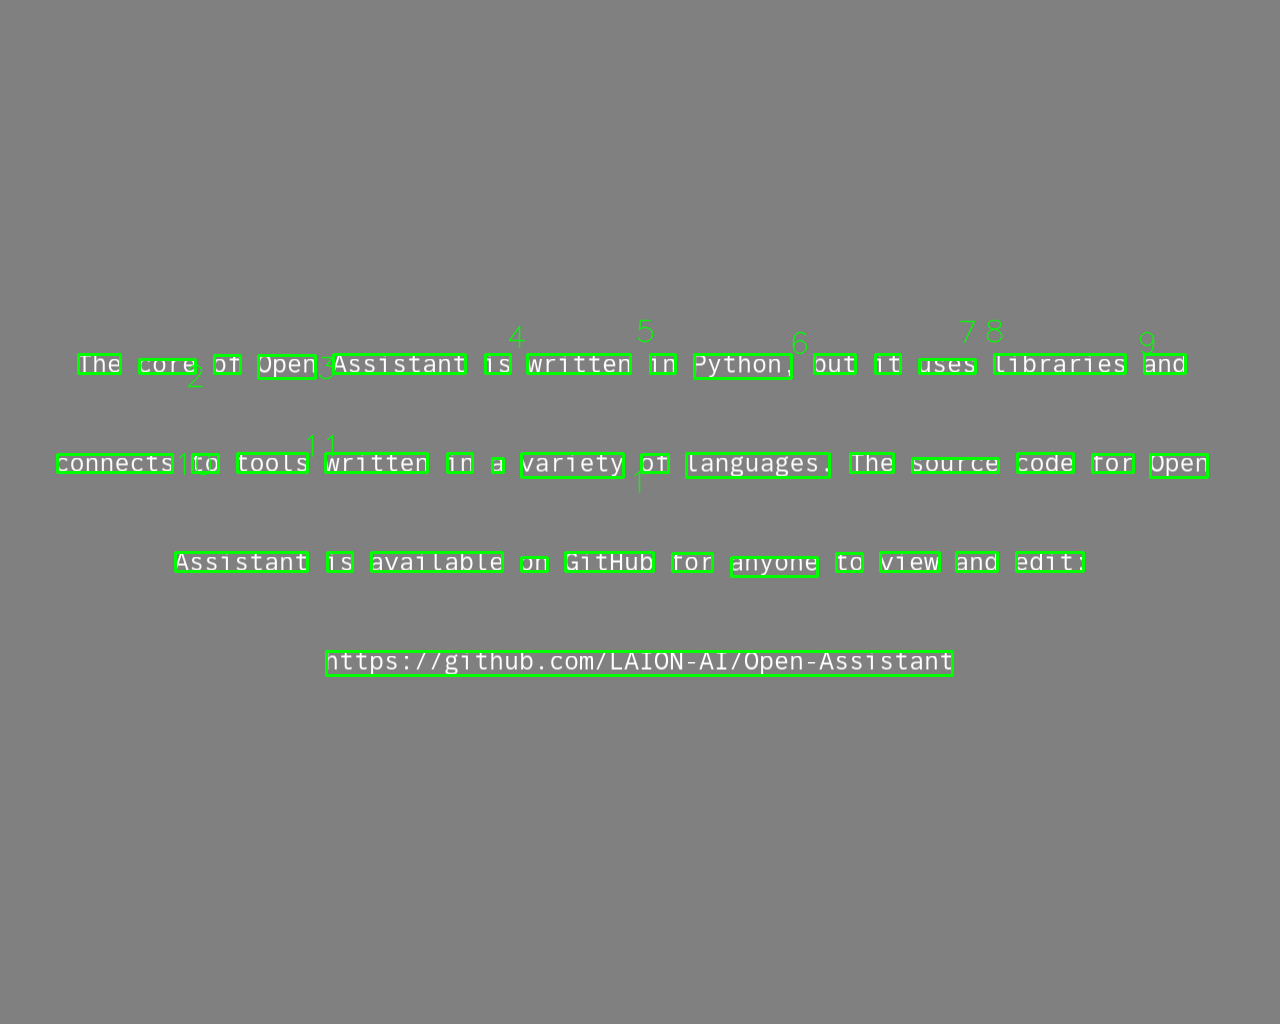 The core of Open Assistant is written in Python, but it uses libraries and
connects to tools written in a variety of languages. The source code for Open
Assistant is available on GitHub for anyone to view and edit:
https://github.com/LAION-AI/Open-Assistant